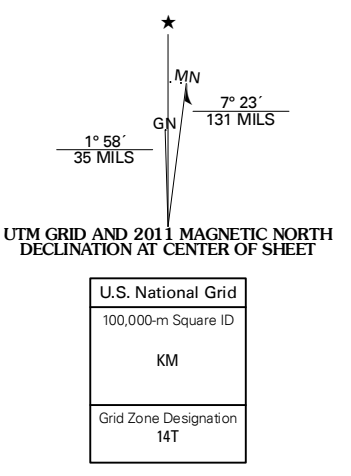 ★
MN
7° 23´
131 MILS
GN
1° 58´
35 MILS
UTM GRID AND 2011 MAGNETIC NORTH
DECLINATION AT CENTER OF SHEET
U.S. National Grid
100,000-m Square ID
KM
Grid Zone Designation
14T